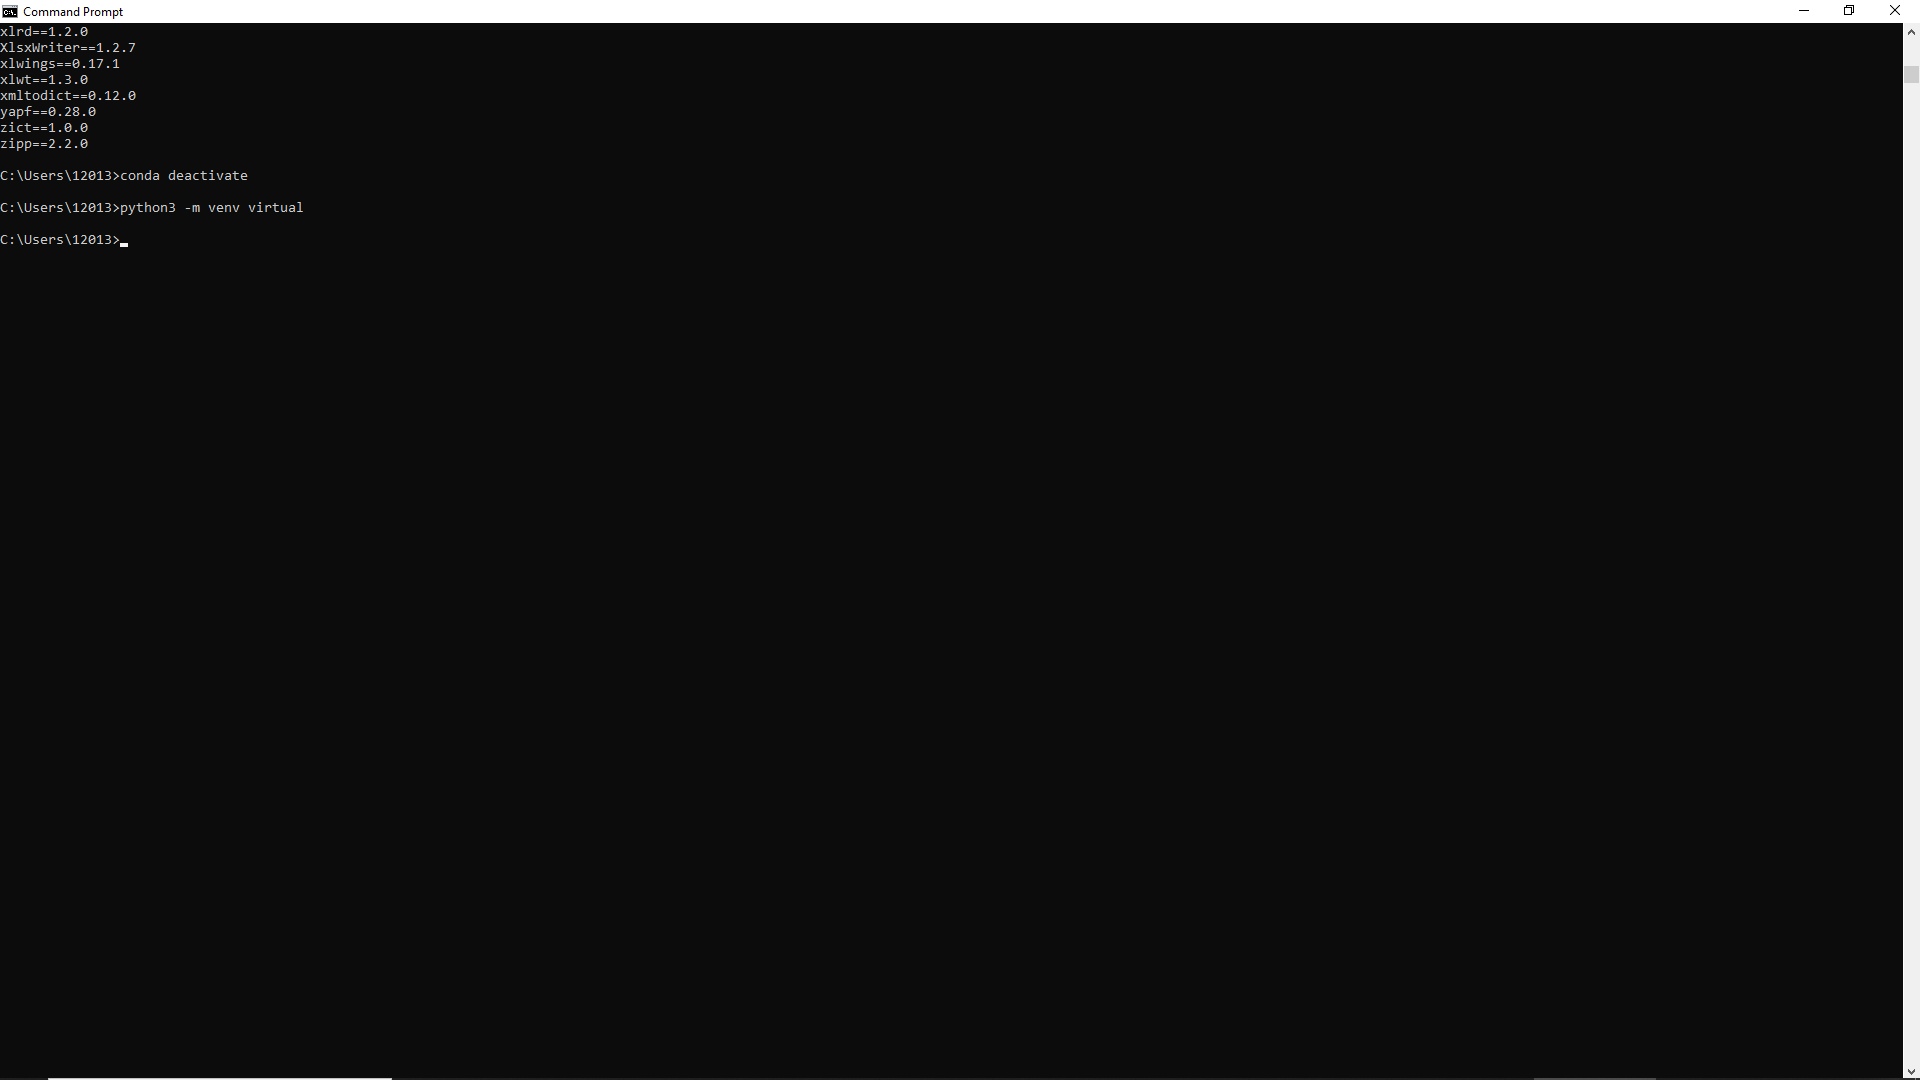 Command Prompt
xlrd==1.2.0
XlsxWriter==1.2.7
xlwings==0.17.1
xlwt==1.3.0
xmltodict==0.12.0
yapf==0.28.0
zict==1.0.0
zipp==2.2.0
C:\Users\12013>conda deactivate
C:\Users\12013>python3 -m venv virtual
C:\Users\12013>